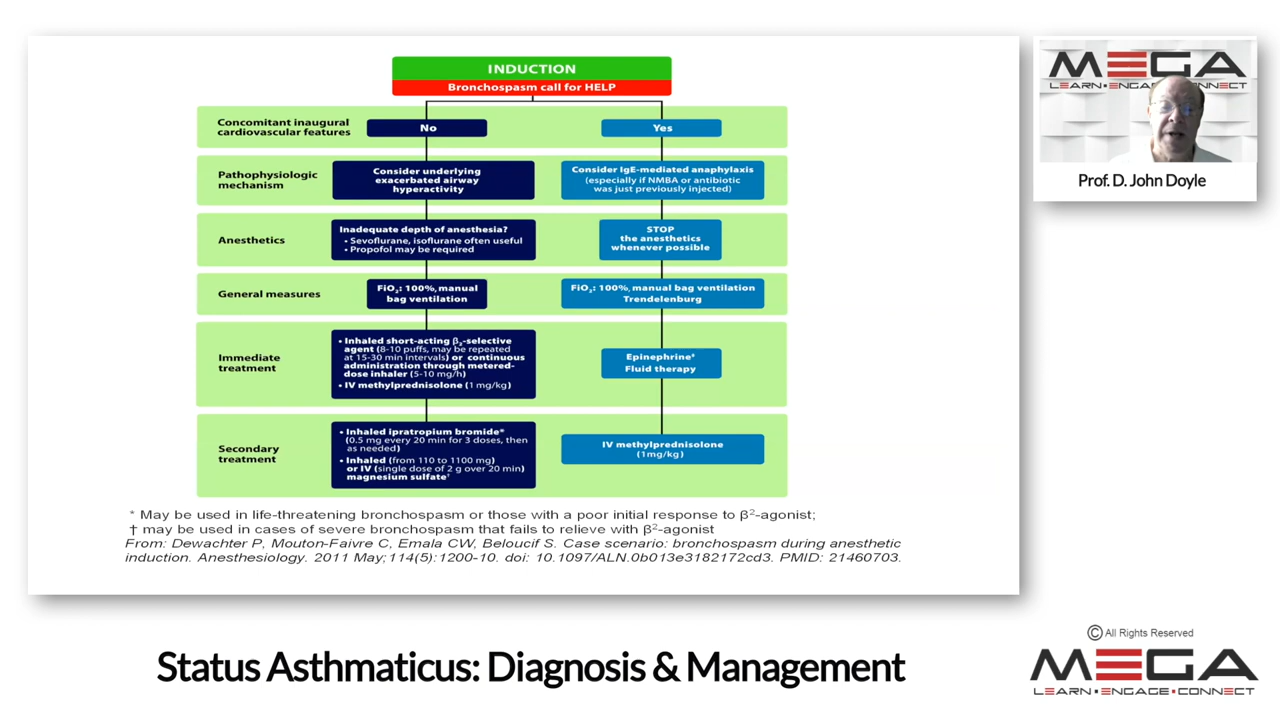 INDUCTION
Bronchospasm call for HELP
Concomitant inaugural
cardiovascular features
No
Yes
Pathophysiologic
mechanism
Consider underlying
exacerbated airway
hyperactivity
Consider IgE-mediated anaphylaxis
(especially if NMBA or antibiotic
was just previously injected)
Anesthetics
Inadequate depth of anesthesia?
• Sevoflurane, isoflurane often useful
• Propofol may be required
STOP
the anesthetics
whenever possible
General measures
FiO₂: 100%, manual
bag ventilation
FiO₂: 100%, manual bag ventilation
Trendelenburg
Immediate
treatment
• Inhaled short-acting β₂-selective
agent (8-10 puffs, may be repeated
at 15-30 min intervals) or continuous
administration through metered-
dose inhaler (5-10 mg/h)
• IV methylprednisolone (1 mg/kg)
Epinephrine#
Fluid therapy
Secondary
treatment
• Inhaled ipratropium bromide*
(0.5 mg every 20 min for 3 doses, then
as needed)
• Inhaled (from 110 to 1100 mg)
or IV (single dose of 2 g over 20 min)
magnesium sulfate†
IV methylprednisolone
(1mg/kg)
* May be used in life-threatening bronchospasm or those with a poor initial response to β²-agonist;
† may be used in cases of severe bronchospasm that fails to relieve with β²-agonist
From: Dewachter P, Mouton-Faivre C, Emala CW, Beloucif S. Case scenario: bronchospasm during anesthetic
induction. Anesthesiology. 2011 May;114(5):1200-10. doi: 10.1097/ALN.0b013e3182172cd3. PMID: 21460703.
MEGA
LEARN▪ENGAGE▪CONNECT
Prof. D. John Doyle
Status Asthmaticus: Diagnosis & Management
© All Rights Reserved
MEGA
LEARN▪ENGAGE▪CONNECT